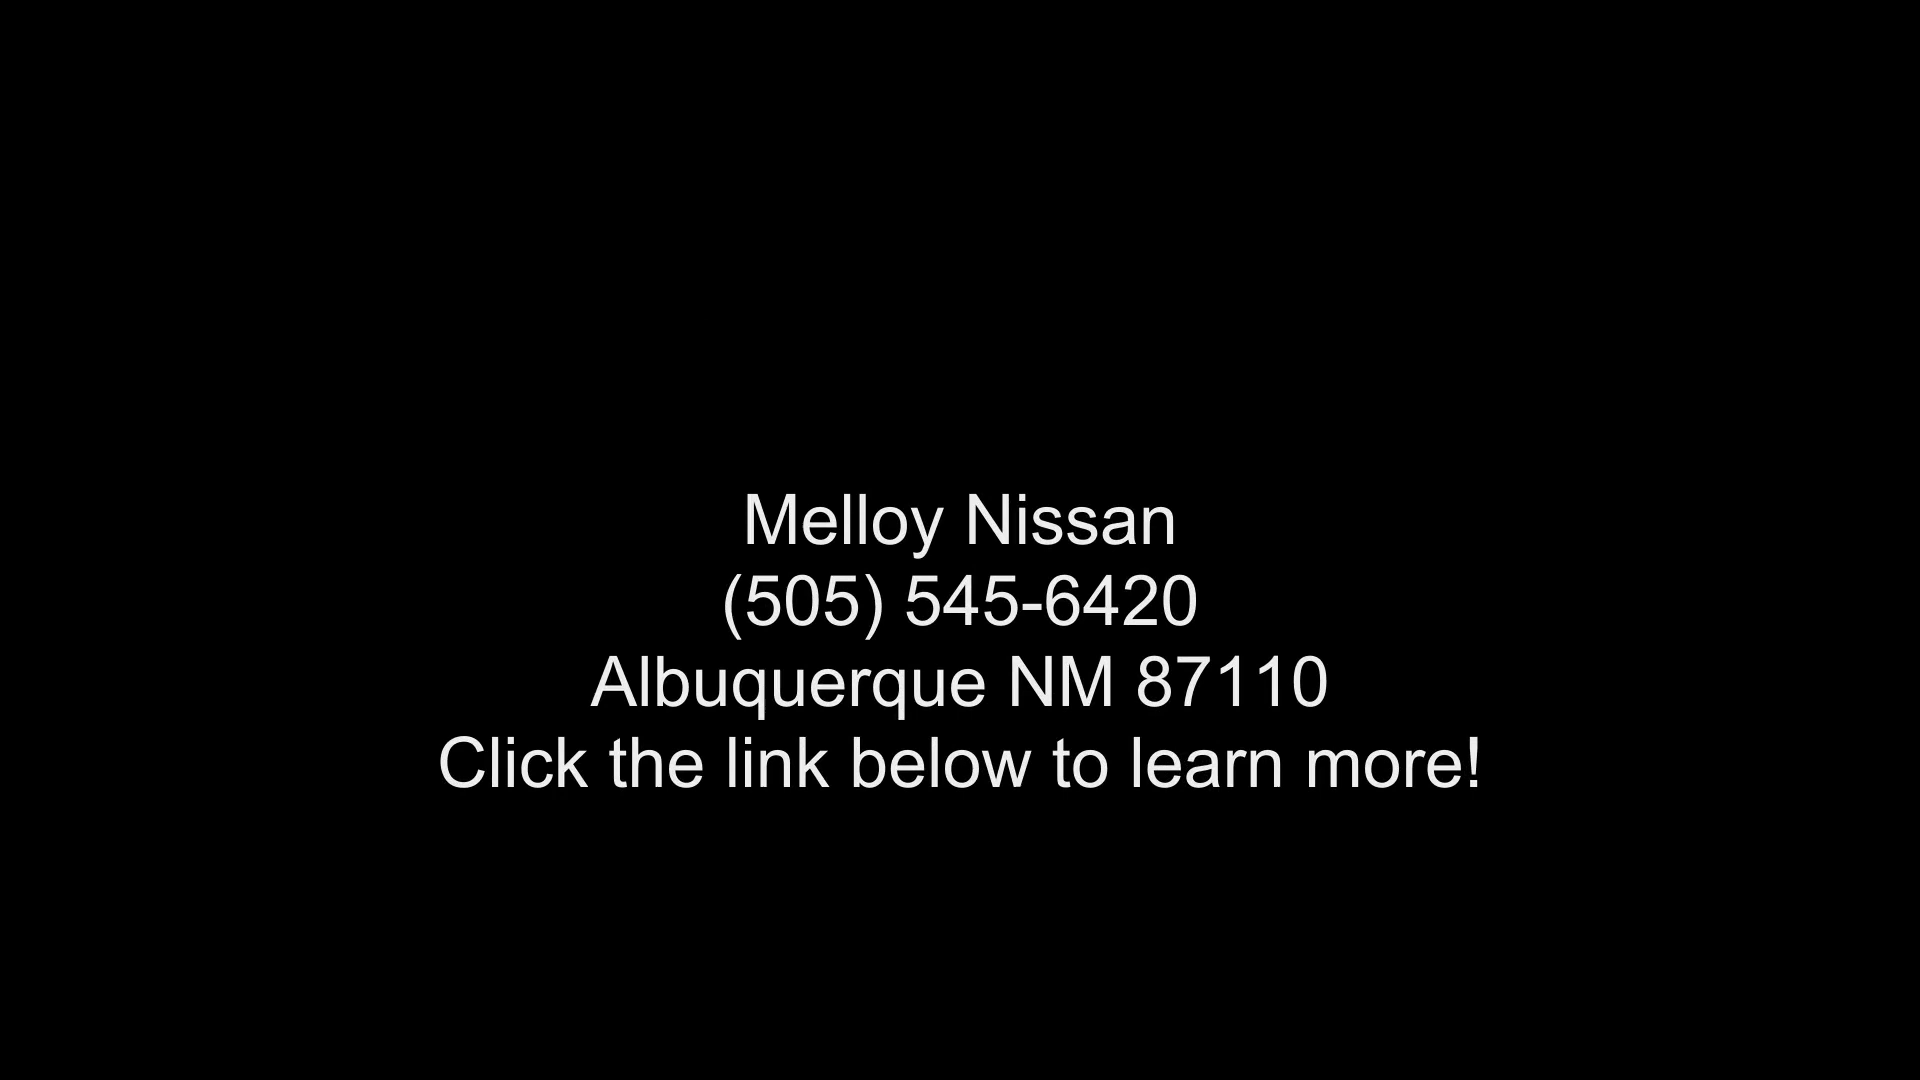 Melloy Nissan
(505) 545-6420
Albuquerque NM 87110
Click the link below to learn more!